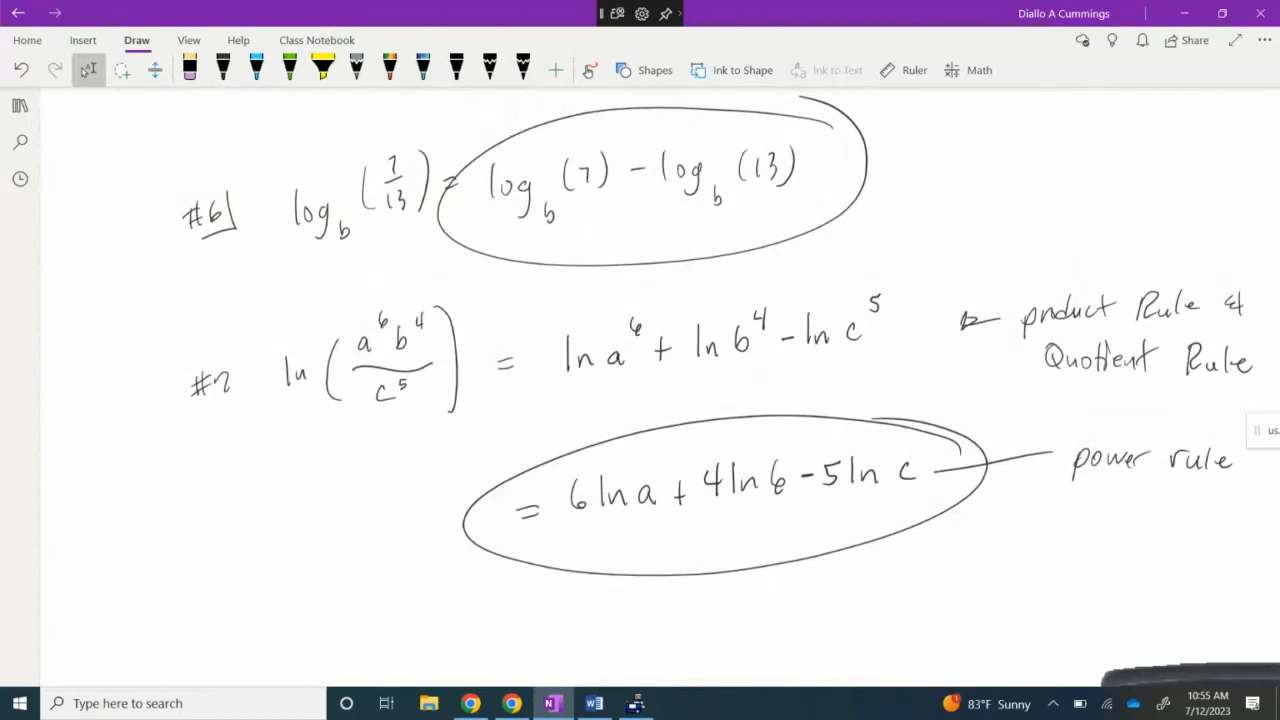 Diallo A Cummings
Home Insert Draw View Help Class Notebook Share
Shapes Ink to Shape Ink to Text Ruler Math
#6 log_b (7/13) = log_b (7) - log_b (13)
#7 ln (a^6 b^4 / c^5) = ln a^6 + ln b^4 - ln c^5 product Rule &
Quotient Rule
= 6 ln a + 4 ln b - 5 ln c power rule
us.
Type here to search 1 83°F Sunny 10:55 AM
7/12/2023